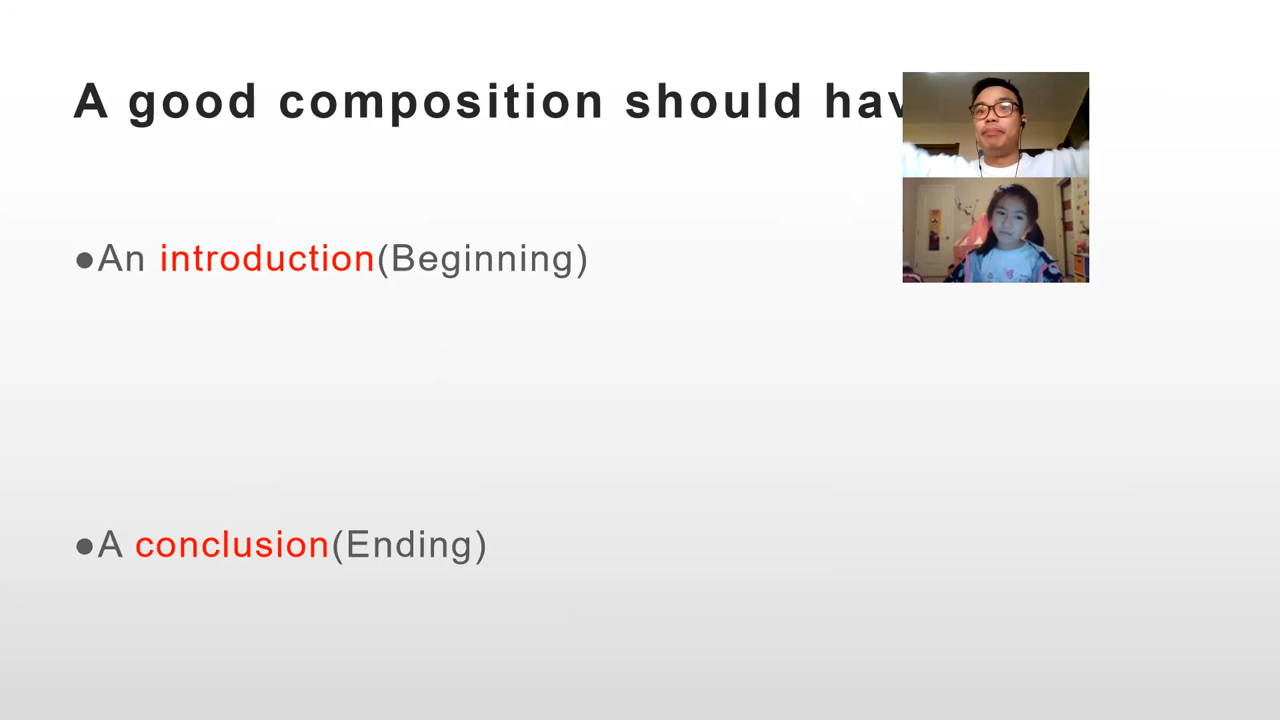 A good composition should hav
●An introduction(Beginning)
●A conclusion(Ending)